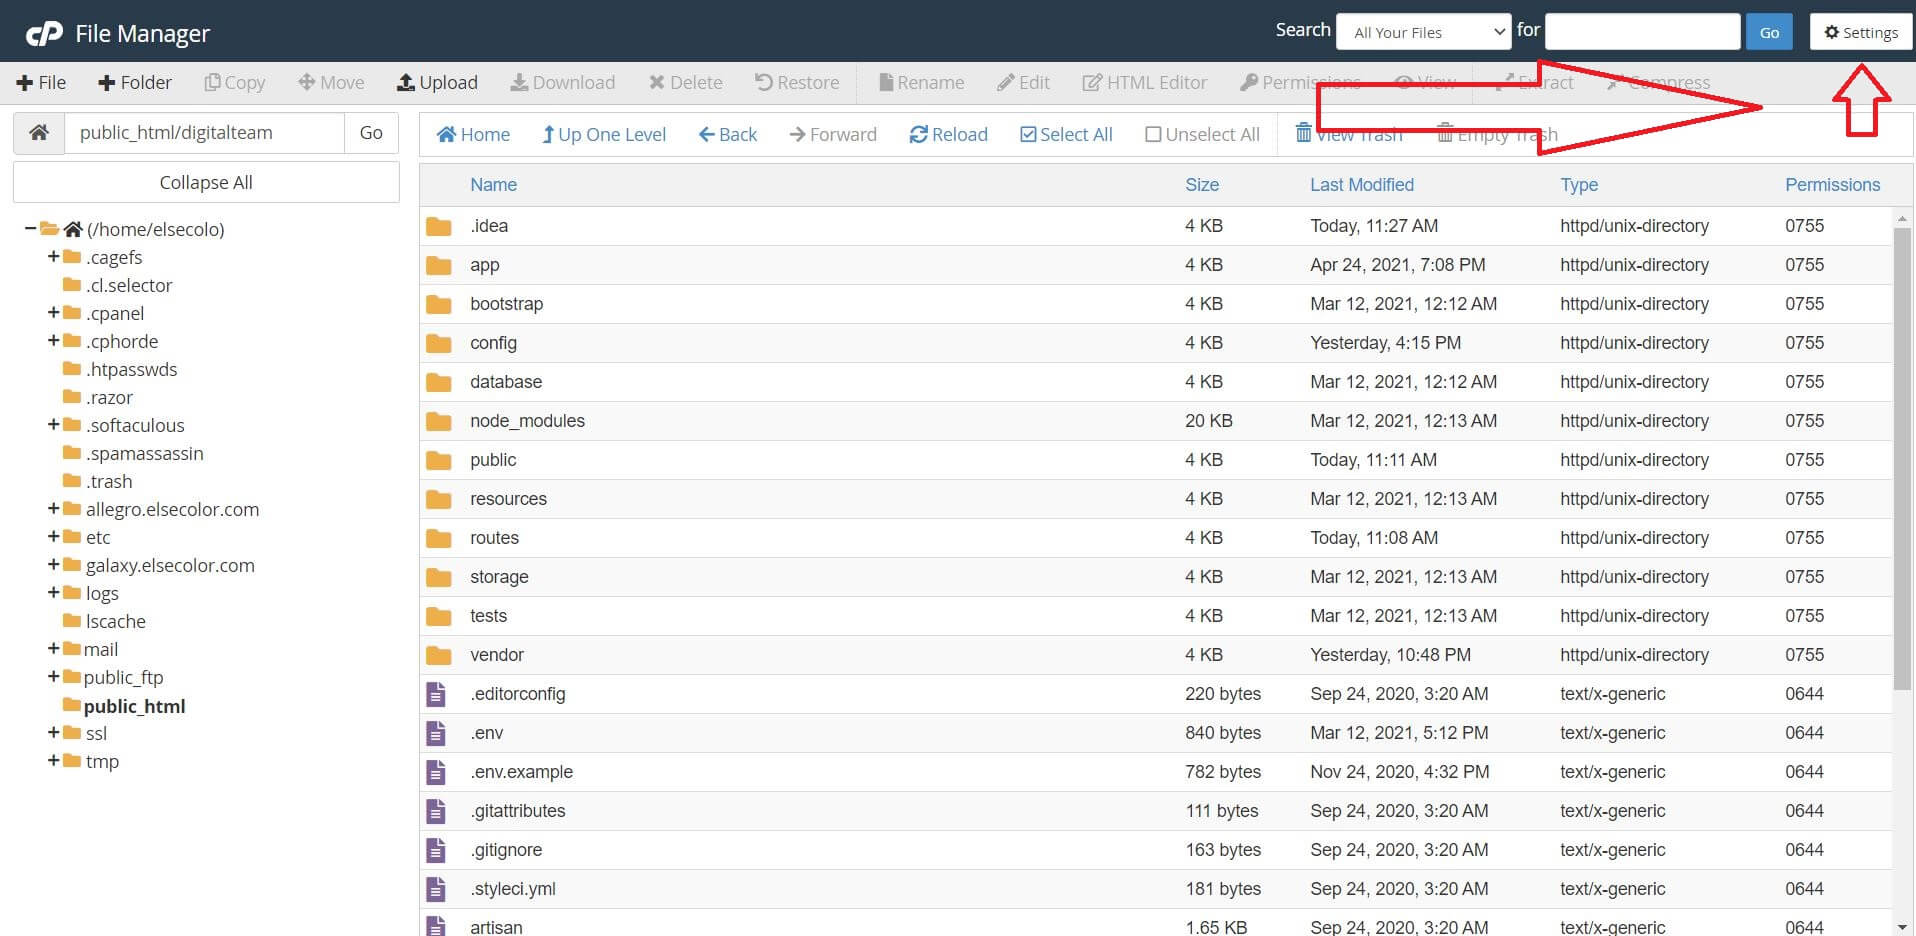 cP File Manager
Search All Your Files for Go Settings
File Folder Copy Move Upload Download Delete Restore Rename Edit HTML Editor Permissions View Extract Compress
public_html/digitalteam Go
Home Up One Level Back Forward Reload Select All Unselect All View Trash Empty Trash
Collapse All
(/home/elsecolo)
.cagefs
.cl.selector
.cpanel
.cphorde
.htpasswds
.razor
.softaculous
.spamassassin
.trash
allegro.elsecolor.com
etc
galaxy.elsecolor.com
logs
lscache
mail
public_ftp
public_html
ssl
tmp
Name Size Last Modified Type Permissions
.idea 4 KB Today, 11:27 AM httpd/unix-directory 0755
app 4 KB Apr 24, 2021, 7:08 PM httpd/unix-directory 0755
bootstrap 4 KB Mar 12, 2021, 12:12 AM httpd/unix-directory 0755
config 4 KB Yesterday, 4:15 PM httpd/unix-directory 0755
database 4 KB Mar 12, 2021, 12:12 AM httpd/unix-directory 0755
node_modules 20 KB Mar 12, 2021, 12:13 AM httpd/unix-directory 0755
public 4 KB Today, 11:11 AM httpd/unix-directory 0755
resources 4 KB Mar 12, 2021, 12:13 AM httpd/unix-directory 0755
routes 4 KB Today, 11:08 AM httpd/unix-directory 0755
storage 4 KB Mar 12, 2021, 12:13 AM httpd/unix-directory 0755
tests 4 KB Mar 12, 2021, 12:13 AM httpd/unix-directory 0755
vendor 4 KB Yesterday, 10:48 PM httpd/unix-directory 0755
.editorconfig 220 bytes Sep 24, 2020, 3:20 AM text/x-generic 0644
.env 840 bytes Mar 12, 2021, 5:12 PM text/x-generic 0644
.env.example 782 bytes Nov 24, 2020, 4:32 PM text/x-generic 0644
.gitattributes 111 bytes Sep 24, 2020, 3:20 AM text/x-generic 0644
.gitignore 163 bytes Sep 24, 2020, 3:20 AM text/x-generic 0644
.styleci.yml 181 bytes Sep 24, 2020, 3:20 AM text/x-generic 0644
artisan 1.65 KB Sep 24, 2020, 3:20 AM text/x-generic 0644